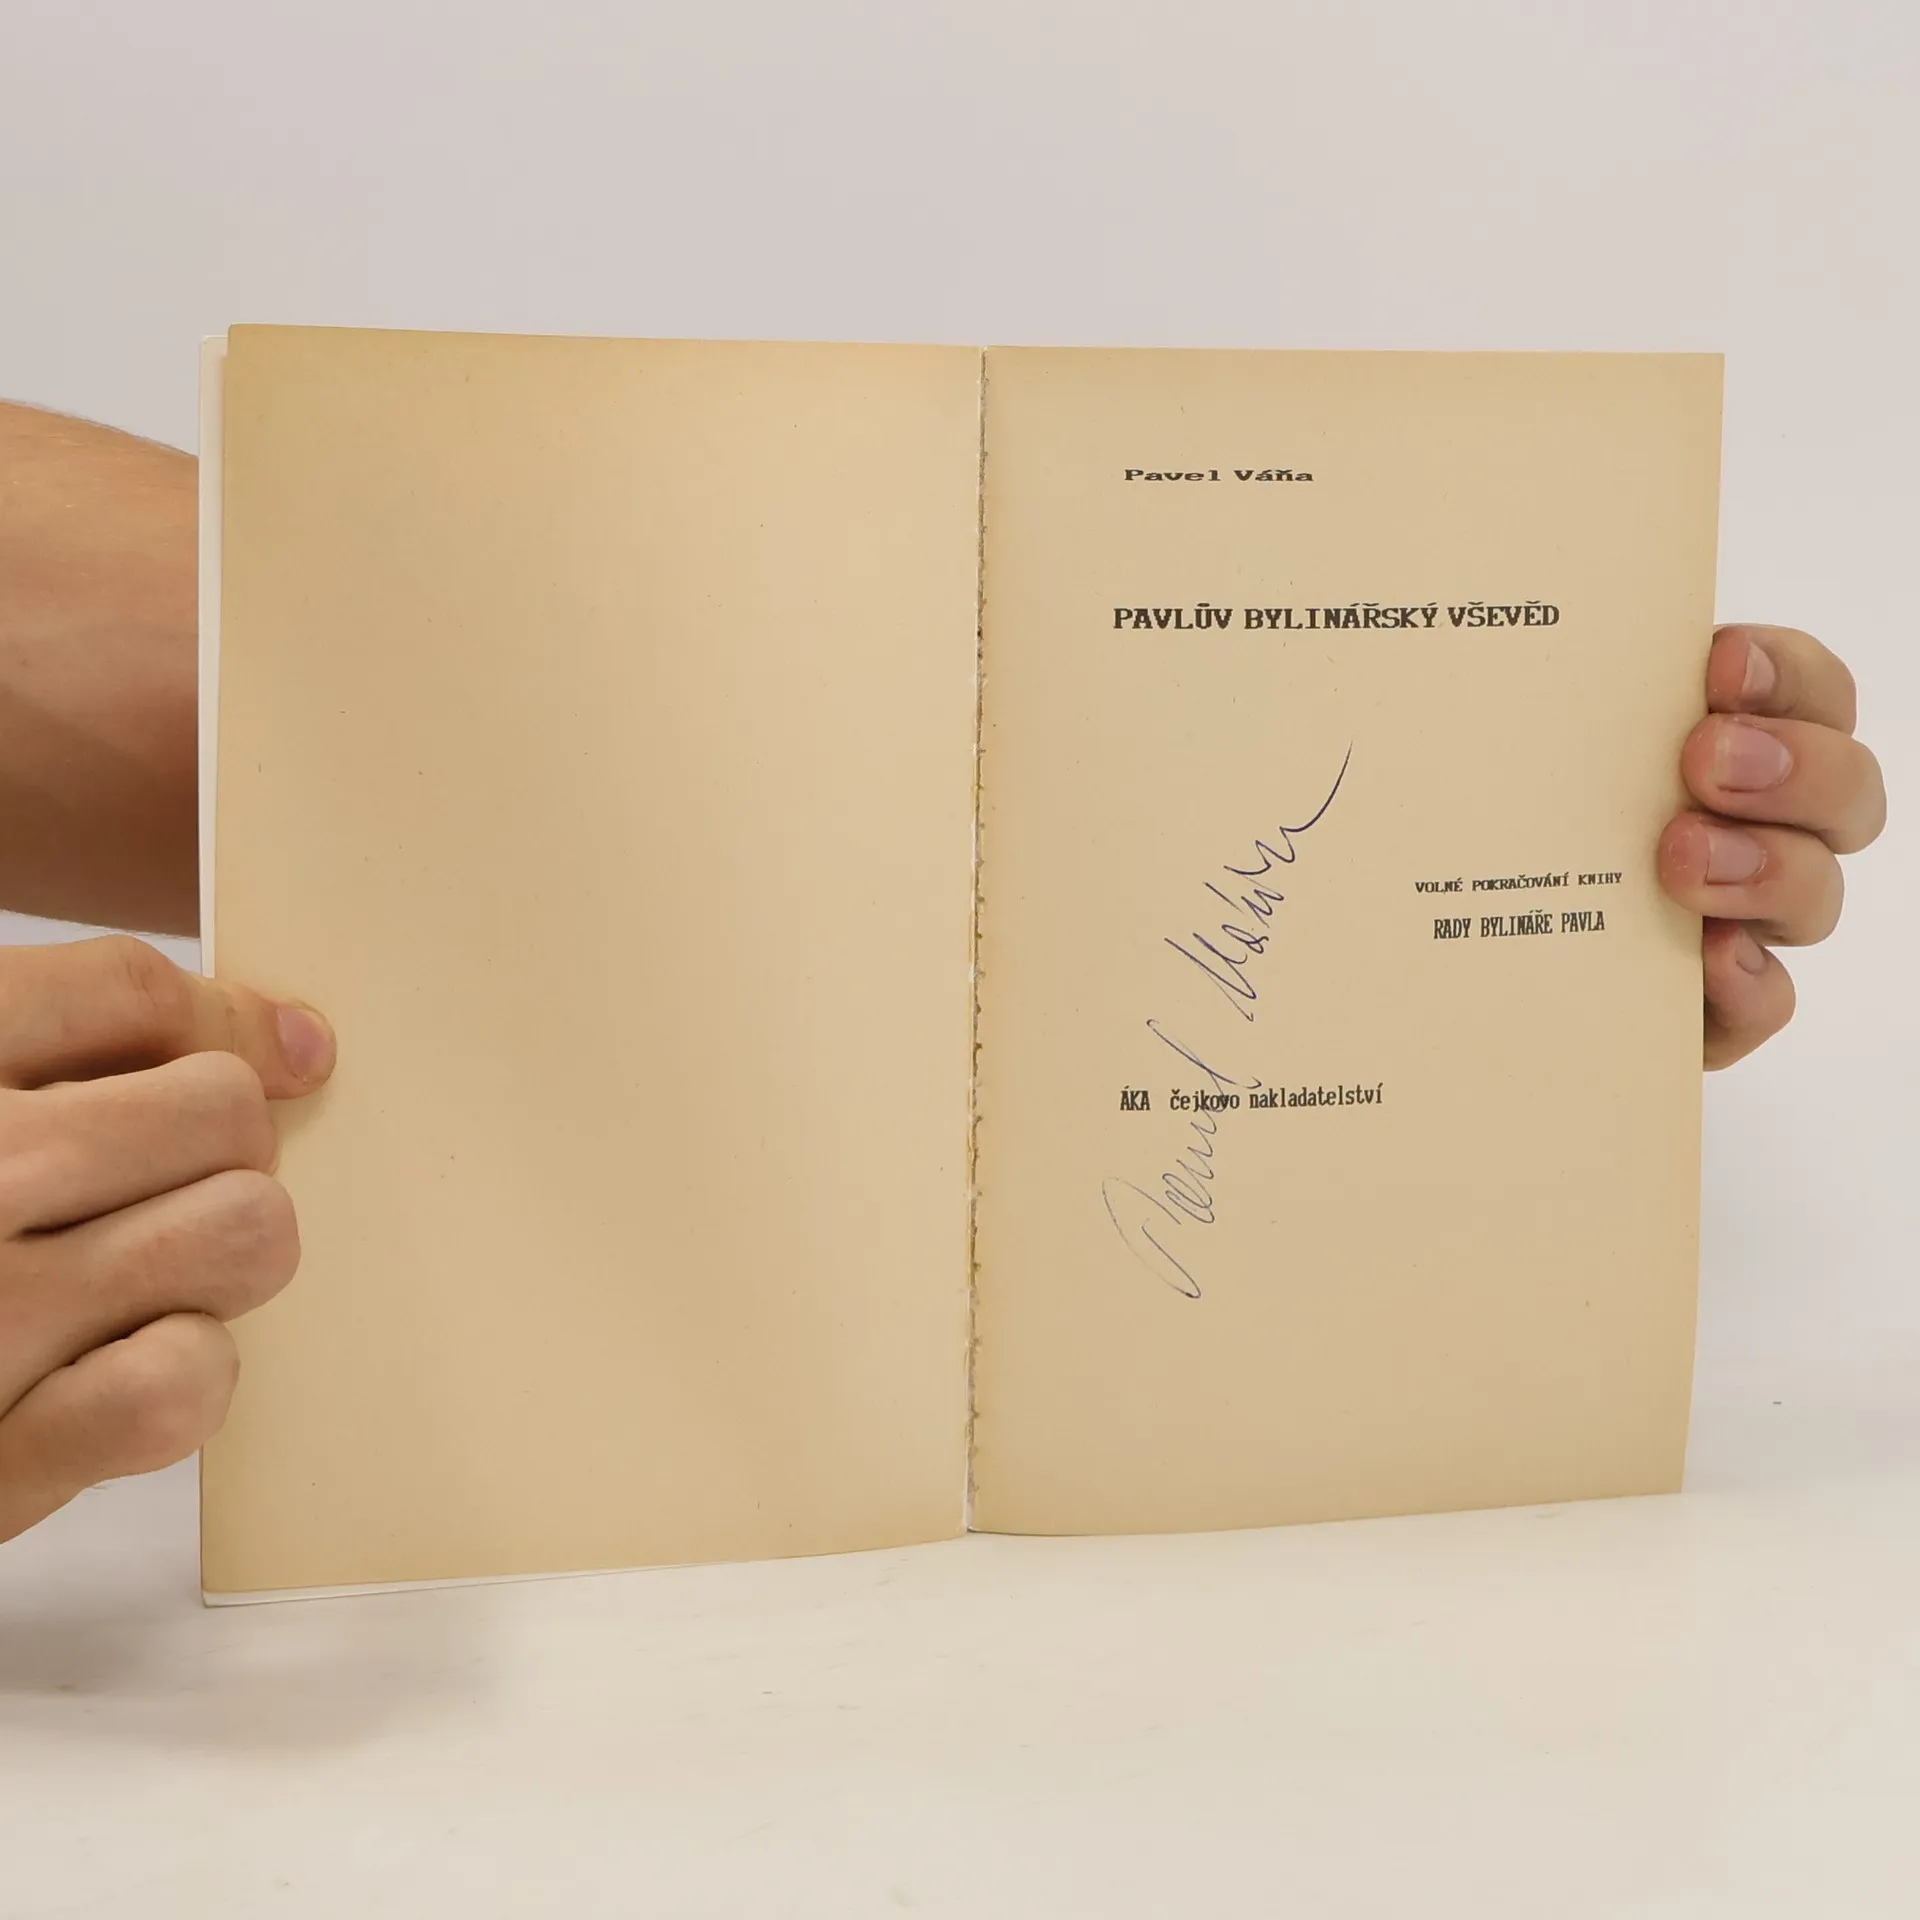 Pavel Váňa
PAVLŮV BYLINÁŘSKÝ VŠEVĚD
VOLNÉ POKRAČOVÁNÍ KNIHY
RADY BYLINÁŘE PAVLA
ÁKA čejkovo nakladatelství